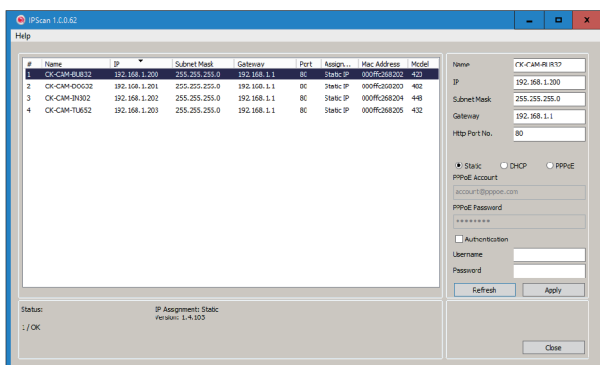 IPScan 1.0.0.62
Help
# Name IP Subnet Mask Gateway Port Assign... Mac Address Model
1 CK-CAM-BU832 192.168.1.200 255.255.255.0 192.168.1.1 80 Static IP 000ffc268202 423
2 CK-CAM-DO632 192.168.1.201 255.255.255.0 192.168.1.1 80 Static IP 000ffc268203 402
3 CK-CAM-IN302 192.168.1.202 255.255.255.0 192.168.1.1 80 Static IP 000ffc268204 448
4 CK-CAM-TU652 192.168.1.203 255.255.255.0 192.168.1.1 80 Static IP 000ffc268205 432
Name CK-CAM-BU832
IP 192.168.1.200
Subnet Mask 255.255.255.0
Gateway 192.168.1.1
Http Port No. 80
Static DHCP PPPoE
PPPoE Account
account@pppoe.com
PPPoE Password
********
Authentication
Username
Password
Refresh Apply
Status: IP Assignment: Static
Version: 1.4.103
/ OK
Close